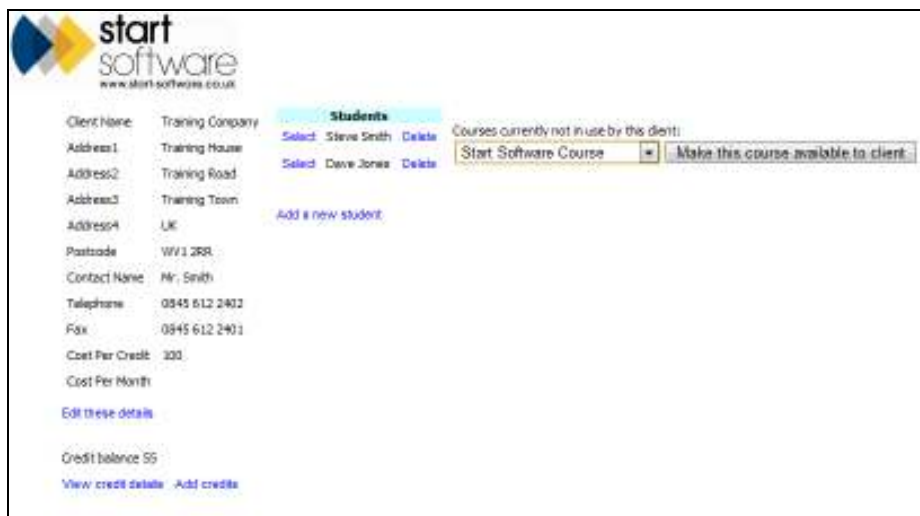 start
software
www.start-software.co.uk
Client Name Training Company
Address1 Training House
Address2 Training Road
Address3 Training Town
Address4 UK
Postcode WV1 2RR
Contact Name Mr. Smith
Telephone 0845 612 2402
Fax 0845 612 2401
Cost Per Credit 100
Cost Per Month
Edit these details
Credit balance 55
View credit details Add credits
Students
Select Steve Smith Delete
Select Dave Jones Delete
Add a new student
Courses currently not in use by this client:
Start Software Course Make this course available to client